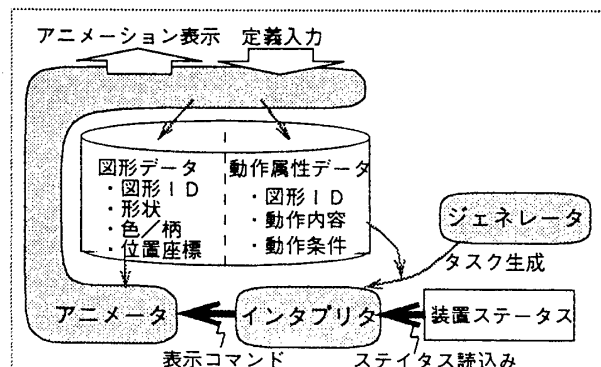 アニメーション表示 定義入力
図形データ
・図形ＩＤ
・形状
・色／柄
・位置座標
動作属性データ
・図形ＩＤ
・動作内容
・動作条件
ジェネレータ
タスク生成
アニメータ
インタプリタ
装置ステータス
表示コマンド
ステイタス読込み